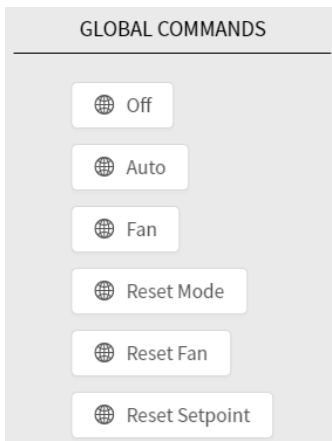 GLOBAL COMMANDS
Off
Auto
Fan
Reset Mode
Reset Fan
Reset Setpoint